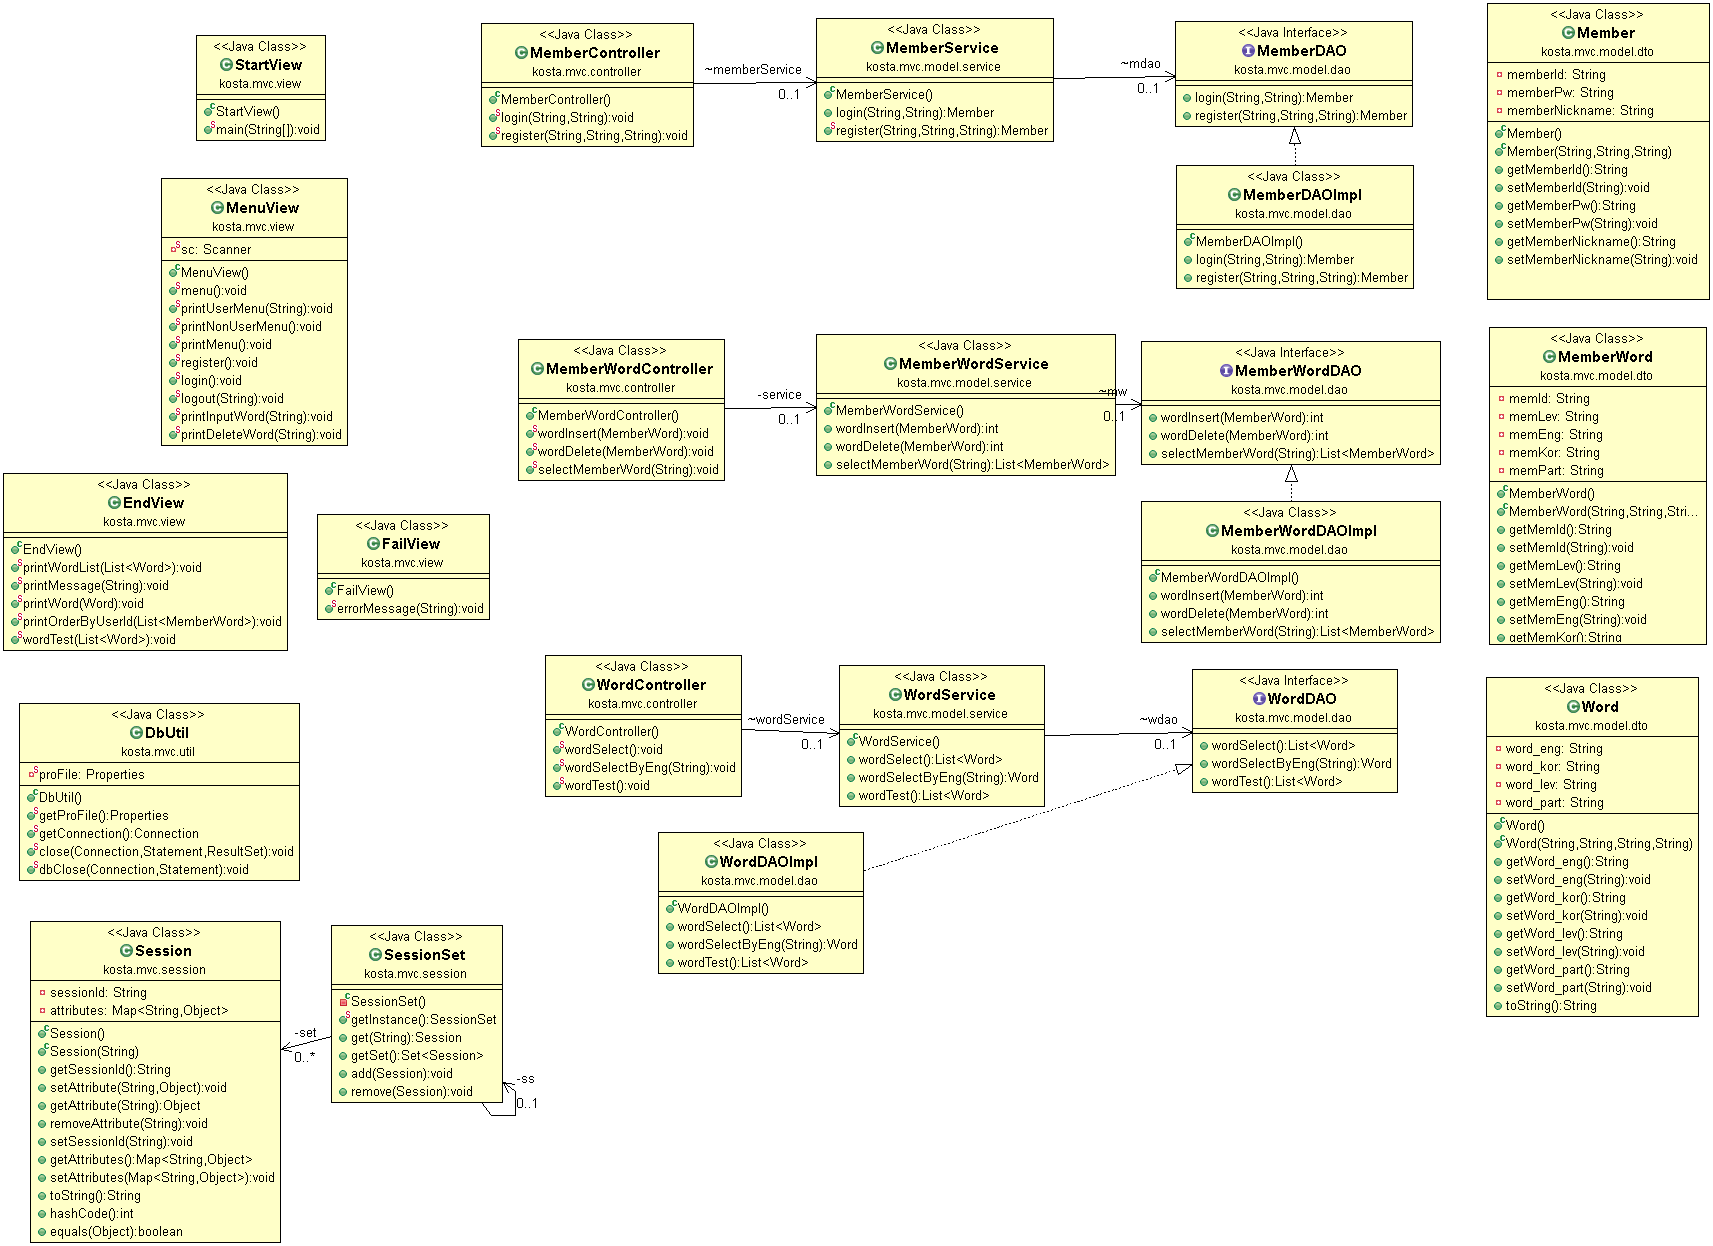 <<Java Class>>
StartView
kosta.mvc.view
StartView()
main(String[]):void
<<Java Class>>
MemberController
kosta.mvc.controller
MemberController()
login(String,String):void
register(String,String,String):void
~memberService
0..1
<<Java Class>>
MemberService
kosta.mvc.model.service
MemberService()
login(String,String):Member
register(String,String,String):Member
~mdao
0..1
<<Java Interface>>
MemberDAO
kosta.mvc.model.dao
login(String,String):Member
register(String,String,String):Member
<<Java Class>>
MemberDAOImpl
kosta.mvc.model.dao
MemberDAOImpl()
login(String,String):Member
register(String,String,String):Member
<<Java Class>>
Member
kosta.mvc.model.dto
memberId: String
memberPw: String
memberNickname: String
Member()
Member(String,String,String)
getMemberId():String
setMemberId(String):void
getMemberPw():String
setMemberPw(String):void
getMemberNickname():String
setMemberNickname(String):void
<<Java Class>>
MenuView
kosta.mvc.view
sc: Scanner
MenuView()
menu():void
printUserMenu(String):void
printNonUserMenu():void
printMenu():void
register():void
login():void
logout(String):void
printInputWord(String):void
printDeleteWord(String):void
<<Java Class>>
MemberWordController
kosta.mvc.controller
MemberWordController()
wordInsert(MemberWord):void
wordDelete(MemberWord):void
selectMemberWord(String):void
-service
0..1
<<Java Class>>
MemberWordService
kosta.mvc.model.service
MemberWordService()
wordInsert(MemberWord):int
wordDelete(MemberWord):int
selectMemberWord(String):List<MemberWord>
~mw
0..1
<<Java Interface>>
MemberWordDAO
kosta.mvc.model.dao
wordInsert(MemberWord):int
wordDelete(MemberWord):int
selectMemberWord(String):List<MemberWord>
<<Java Class>>
MemberWordDAOImpl
kosta.mvc.model.dao
MemberWordDAOImpl()
wordInsert(MemberWord):int
wordDelete(MemberWord):int
selectMemberWord(String):List<MemberWord>
<<Java Class>>
MemberWord
kosta.mvc.model.dto
memId: String
memLev: String
memEng: String
memKor: String
memPart: String
MemberWord()
MemberWord(String,String,Stri...
getMemId():String
setMemId(String):void
getMemLev():String
setMemLev(String):void
getMemEng():String
setMemEng(String):void
getMemKor():String
<<Java Class>>
EndView
kosta.mvc.view
EndView()
printWordList(List<Word>):void
printMessage(String):void
printWord(Word):void
printOrderByUserId(List<MemberWord>):void
wordTest(List<Word>):void
<<Java Class>>
FailView
kosta.mvc.view
FailView()
errorMessage(String):void
<<Java Class>>
DbUtil
kosta.mvc.util
proFile: Properties
DbUtil()
getProFile():Properties
getConnection():Connection
close(Connection,Statement,ResultSet):void
dbClose(Connection,Statement):void
<<Java Class>>
WordController
kosta.mvc.controller
WordController()
wordSelect():void
wordSelectByEng(String):void
wordTest():void
~wordService
0..1
<<Java Class>>
WordService
kosta.mvc.model.service
WordService()
wordSelect():List<Word>
wordSelectByEng(String):Word
wordTest():List<Word>
~wdao
0..1
<<Java Interface>>
WordDAO
kosta.mvc.model.dao
wordSelect():List<Word>
wordSelectByEng(String):Word
wordTest():List<Word>
<<Java Class>>
WordDAOImpl
kosta.mvc.model.dao
WordDAOImpl()
wordSelect():List<Word>
wordSelectByEng(String):Word
wordTest():List<Word>
<<Java Class>>
Word
kosta.mvc.model.dto
word_eng: String
word_kor: String
word_lev: String
word_part: String
Word()
Word(String,String,String,String)
getWord_eng():String
setWord_eng(String):void
getWord_kor():String
setWord_kor(String):void
getWord_lev():String
setWord_lev(String):void
getWord_part():String
setWord_part(String):void
toString():String
<<Java Class>>
Session
kosta.mvc.session
sessionId: String
attributes: Map<String,Object>
Session()
Session(String)
getSessionId():String
setAttribute(String,Object):void
getAttribute(String):Object
removeAttribute(String):void
setSessionId(String):void
getAttributes():Map<String,Object>
setAttributes(Map<String,Object>):void
toString():String
hashCode():int
equals(Object):boolean
-set
0..*
<<Java Class>>
SessionSet
kosta.mvc.session
SessionSet()
getInstance():SessionSet
get(String):Session
getSet():Set<Session>
add(Session):void
remove(Session):void
-ss
0..1